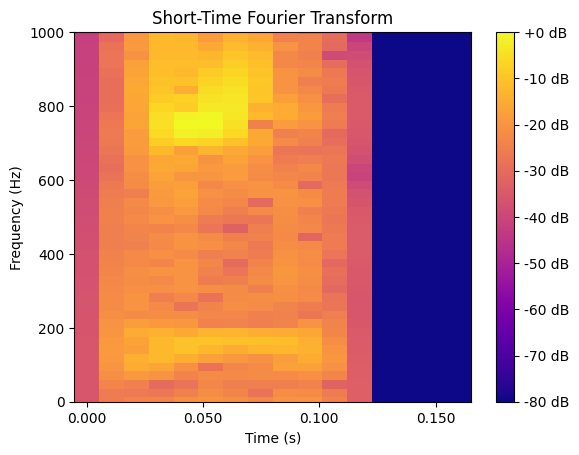 Short-Time Fourier Transform
Frequency (Hz)
1000
800
600
400
200
0
0.000
0.050
0.100
0.150
Time (s)
+0 dB
-10 dB
-20 dB
-30 dB
-40 dB
-50 dB
-60 dB
-70 dB
-80 dB